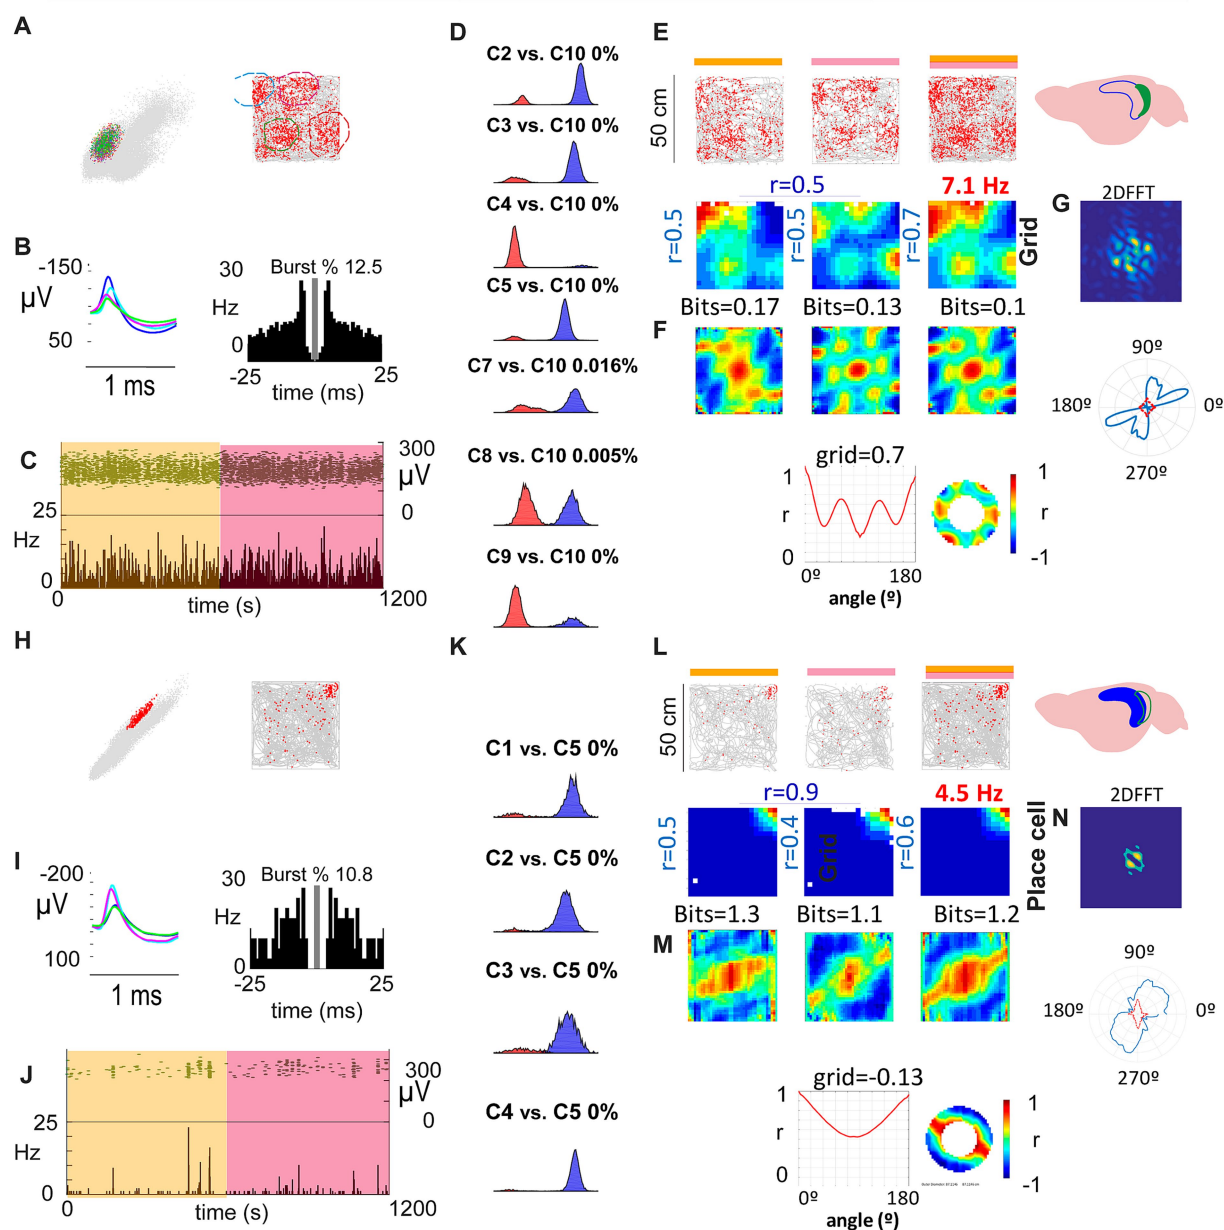 A
B
-150
µV
50
1 ms
30
Burst % 12.5
Hz
0
-25
25
time (ms)
C
300
µV
0
25
Hz
0
0
time (s)
1200
D
C2 vs. C10 0%
C3 vs. C10 0%
C4 vs. C10 0%
C5 vs. C10 0%
C7 vs. C10 0.016%
C8 vs. C10 0.005%
C9 vs. C10 0%
E
50 cm
r=0.5
7.1 Hz
r=0.5
r=0.5
r=0.7
Grid
Bits=0.17
Bits=0.13
Bits=0.1
F
grid=0.7
1
r
0
0º
180
angle (º)
1
r
-1
G
2DFFT
90º
180º
0º
270º
H
I
-200
µV
100
1 ms
30
Burst % 10.8
Hz
0
-25
25
time (ms)
J
300
µV
0
25
Hz
0
0
time (s)
1200
K
C1 vs. C5 0%
C2 vs. C5 0%
C3 vs. C5 0%
C4 vs. C5 0%
L
50 cm
r=0.9
4.5 Hz
r=0.5
r=0.4
Grid
r=0.6
Place cell
Bits=1.3
Bits=1.1
Bits=1.2
M
grid=-0.13
1
r
0
0º
180
angle (º)
1
r
-1
N
2DFFT
90º
180º
0º
270º